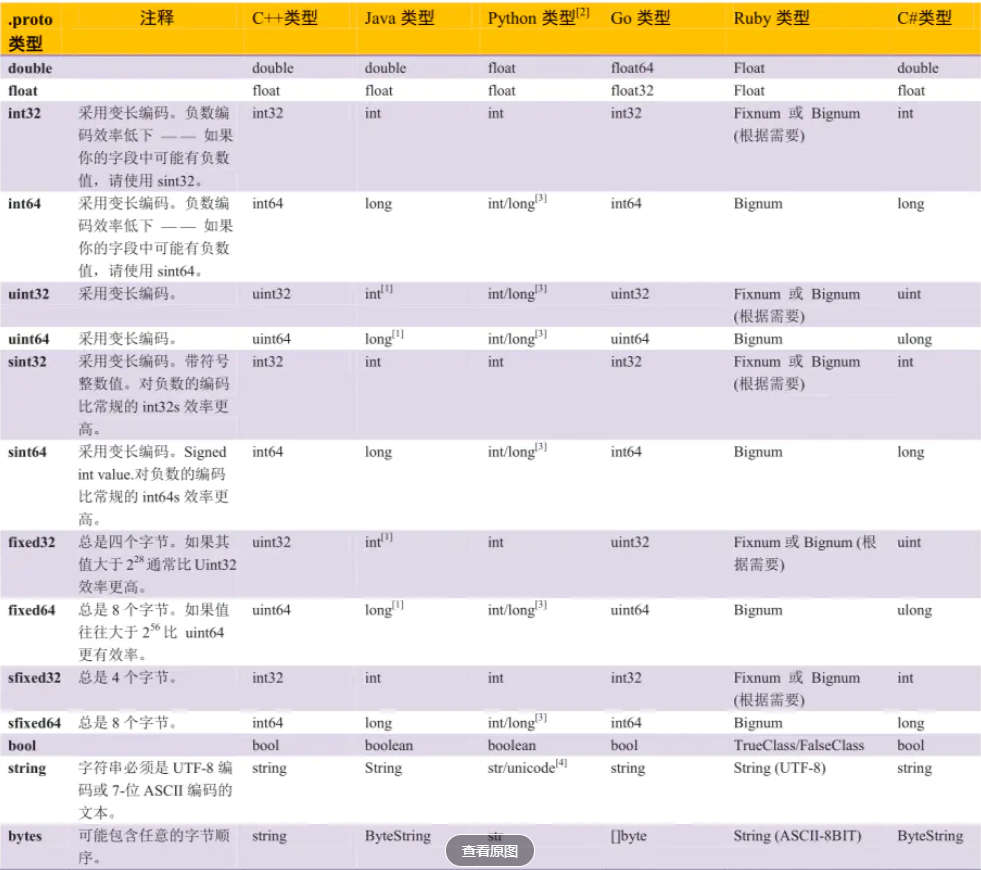 .proto 注释 C++类型 Java 类型 Python 类型[2] Go 类型 Ruby 类型 C#类型
类型
double double double float float64 Float double
float float float float float32 Float float
int32 采用变长编码。负数编 int32 int int int32 Fixnum 或 Bignum int
码效率低下 — — 如果 (根据需要)
你的字段中可能有负数
值，请使用 sint32。
int64 采用变长编码。负数编 int64 long int/long[3] int64 Bignum long
码效率低下 — — 如果
你的字段中可能有负数
值，请使用 sint64。
uint32 采用变长编码。 uint32 int[1] int/long[3] uint32 Fixnum 或 Bignum uint
(根据需要)
uint64 采用变长编码。 uint64 long[1] int/long[3] uint64 Bignum ulong
sint32 采用变长编码。带符号 int32 int int int32 Fixnum 或 Bignum int
整数值。对负数的编码 (根据需要)
比常规的 int32s 效率更
高。
sint64 采用变长编码。Signed int64 long int/long[3] int64 Bignum long
int value.对负数的编码
比常规的 int64s 效率更
高。
fixed32 总是四个字节。如果其 uint32 int[1] int uint32 Fixnum 或 Bignum (根 uint
值大于 2^28 通常比 Uint32 据需要)
效率更高。
fixed64 总是 8 个字节。如果值 uint64 long[1] int/long[3] uint64 Bignum ulong
往往大于 2^56 比 uint64
更有效率。
sfixed32 总是 4 个字节。 int32 int int int32 Fixnum 或 Bignum int
(根据需要)
sfixed64 总是 8 个字节。 int64 long int/long[3] int64 Bignum long
bool bool boolean boolean bool TrueClass/FalseClass bool
string 字符串必须是 UTF-8 编 string String str/unicode[4] string String (UTF-8) string
码或 7-位 ASCII 编码的
文本。
bytes 可能包含任意的字节顺 string ByteString str []byte String (ASCII-8BIT) ByteString
序。
查看原图